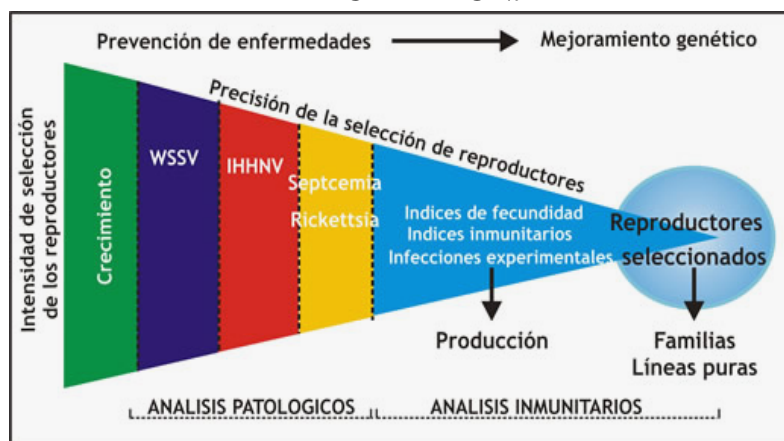 Prevención de enfermedades
Mejoramiento genético
Precisión de la selección de reproductores
Intensidad de selección
de los reproductores
Crecimiento
WSSV
IHHNV
Septcemia
Rickettsia
Indices de fecundidad
Indices inmunitarios
Infecciones experimentales
Reproductores
seleccionados
Producción
Familias
Líneas puras
ANALISIS PATOLOGICOS
ANALISIS INMUNITARIOS